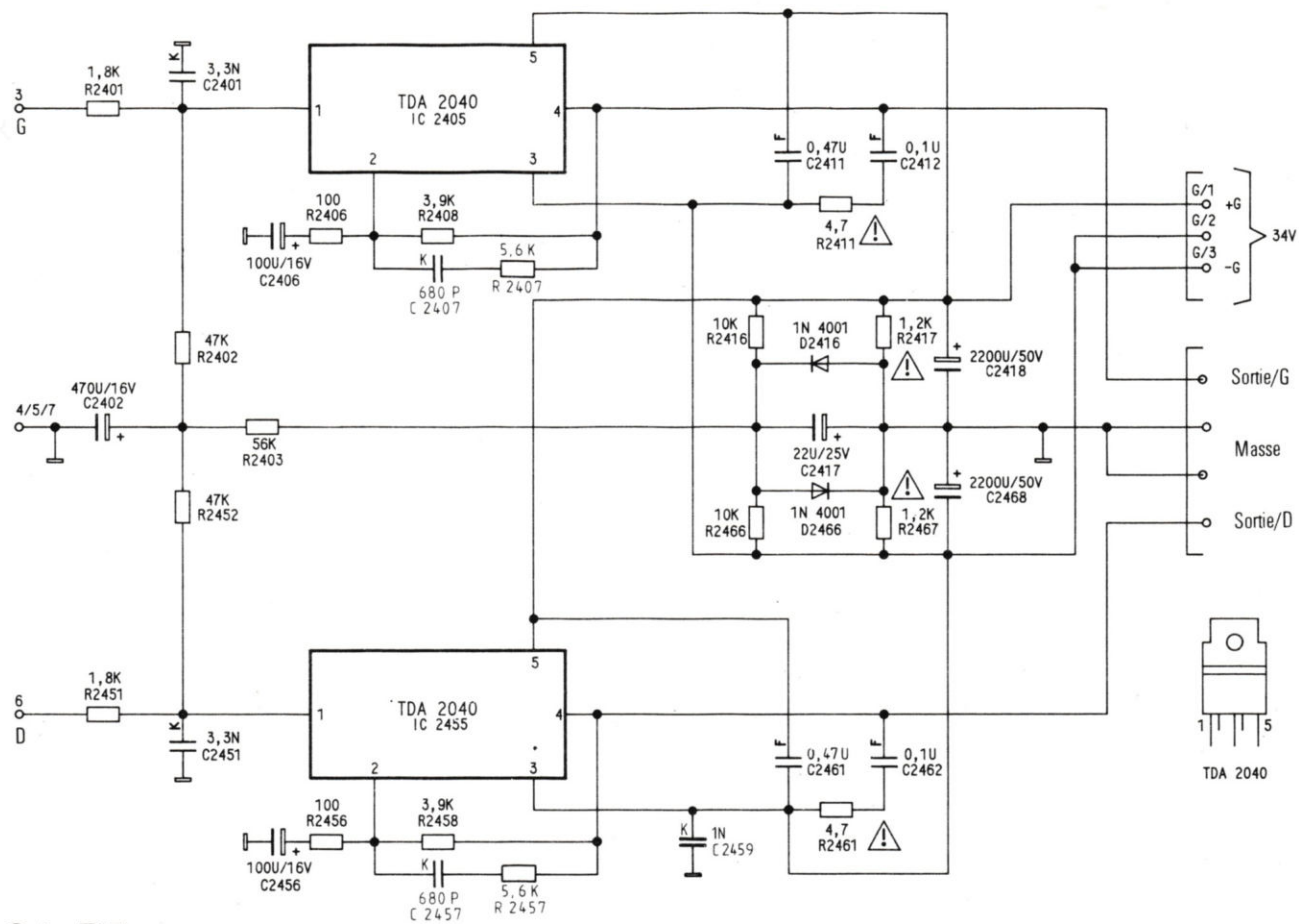 3
G
1,8K
R2401
K
3,3N
C2401
1
TDA 2040
IC 2405
5
4
2
3
100
R2406
3,9K
R2408
+
100U/16V
C2406
K
680 P
C 2407
5,6 K
R 2407
F
0,47U
C2411
F
0,1U
C2412
4,7
R2411
!
G/1
+G
G/2
G/3
-G
34V
47K
R2402
470U/16V
C2402
+
4/5/7
56K
R2403
47K
R2452
10K
R2416
1N 4001
D2416
1,2K
R2417
!
+
2200U/50V
C2418
+
22U/25V
C2417
!
+
2200U/50V
C2468
10K
R2466
1N 4001
D2466
1,2K
R2467
Sortie/G
Masse
Sortie/D
6
D
1,8K
R2451
K
3,3N
C2451
1
TDA 2040
IC 2455
5
4
2
3
100
R2456
3,9K
R2458
+
100U/16V
C2456
K
680 P
C 2457
5,6K
R 2457
K
1N
C2459
F
0,47U
C2461
F
0,1U
C2462
4,7
R2461
!
1
5
TDA 2040